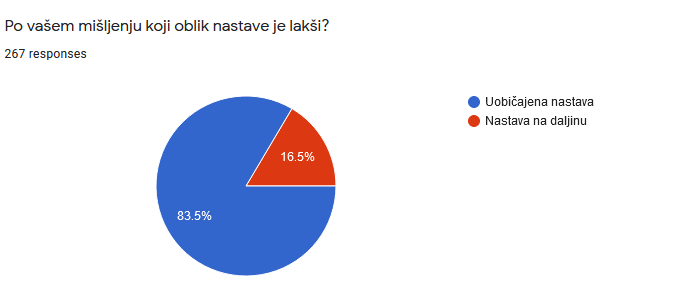 Po vašem mišljenju koji oblik nastave je lakši?
267 responses
Uobičajena nastava
Nastava na daljinu
16.5%
83.5%